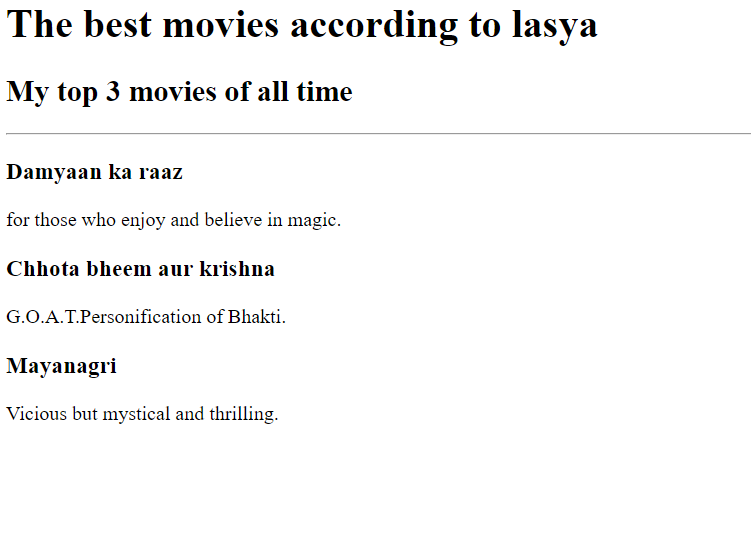 The best movies according to lasya
My top 3 movies of all time
Damyaan ka raaz
for those who enjoy and believe in magic.
Chhota bheem aur krishna
G.O.A.T.Personification of Bhakti.
Mayanagri
Vicious but mystical and thrilling.